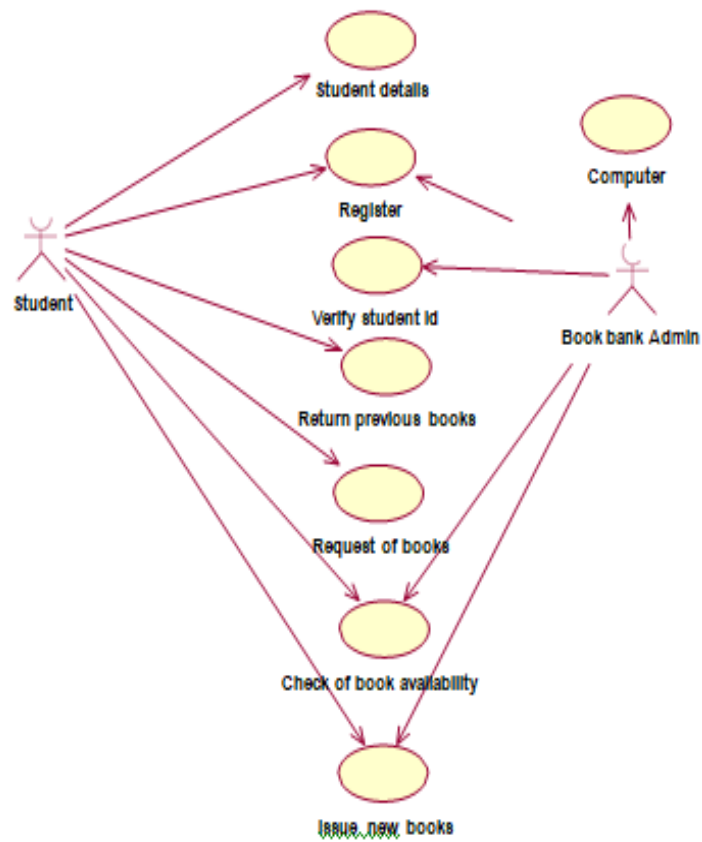 Student details
Computer
Register
Student
Verify student id
Book bank Admin
Return previous books
Request of books
Check of book availability
Issue new books